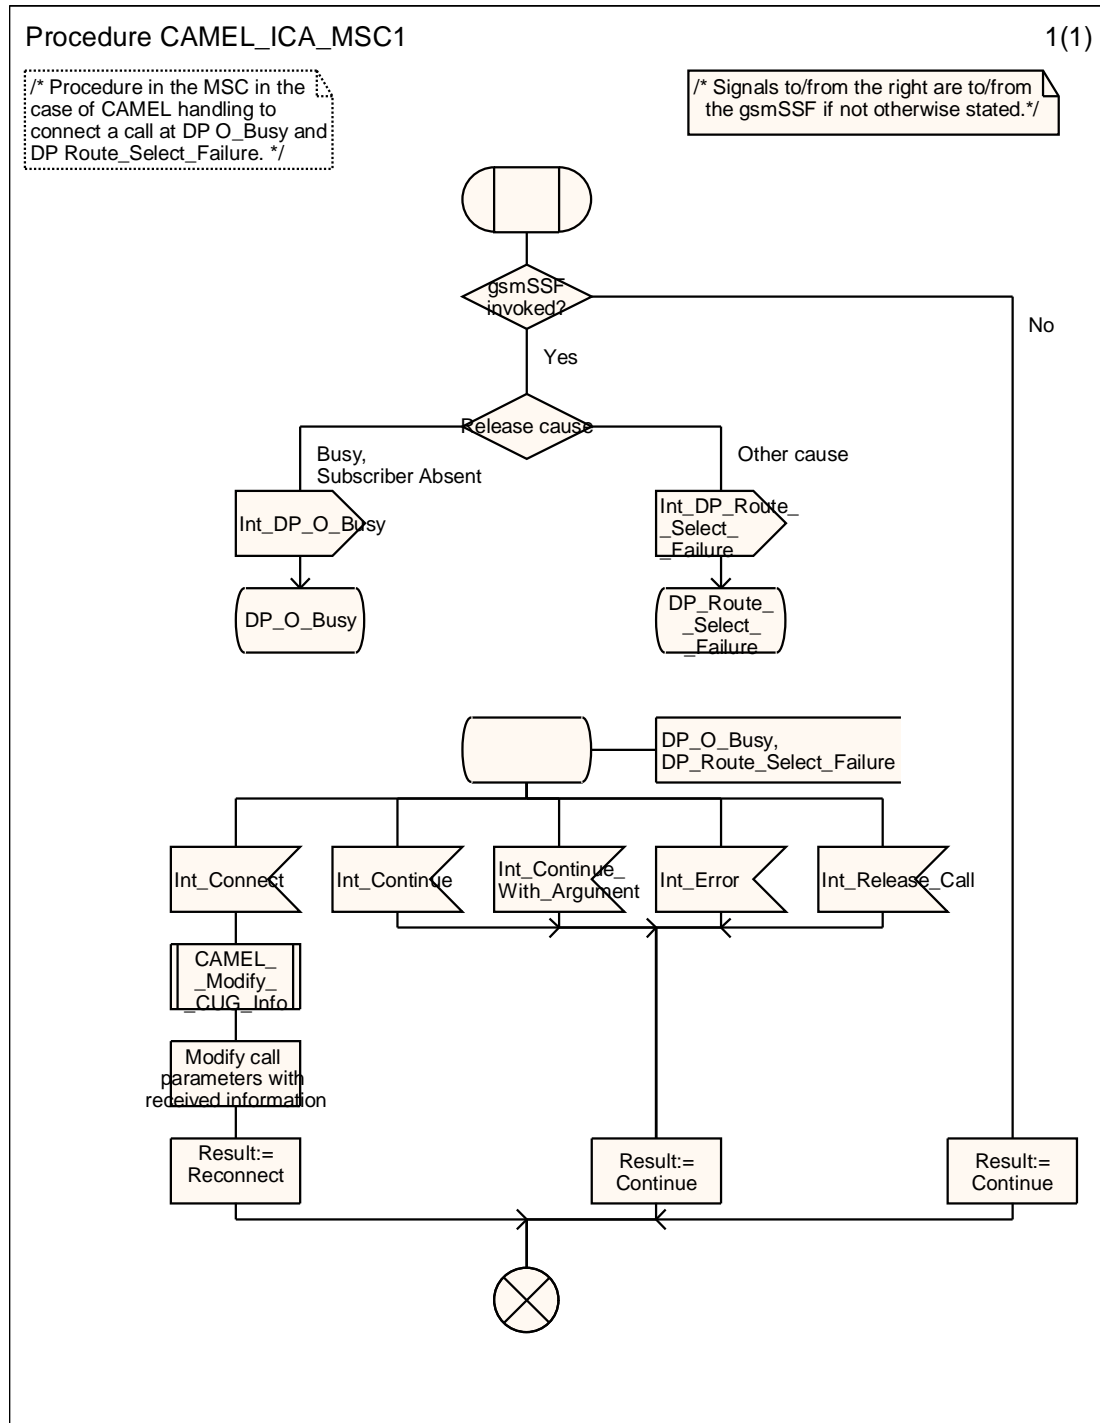 Procedure CAMEL_ICA_MSC1
1(1)
/* Procedure in the MSC in the
case of CAMEL handling to
connect a call at DP O_Busy and
DP Route_Select_Failure. */
/* Signals to/from the right are to/from
the gsmSSF if not otherwise stated.*/
gsmSSF
invoked?
No
Yes
Release cause
Busy,
Subscriber Absent
Other cause
Int_DP_O_Busy
Int_DP_Route_
_Select_
_Failure
DP_O_Busy
DP_Route_
_Select_
_Failure
DP_O_Busy,
DP_Route_Select_Failure
Int_Connect
Int_Continue
Int_Continue_
With_Argument
Int_Error
Int_Release_Call
CAMEL_
_Modify_
_CUG_Info
Modify call
parameters with
received information
Result:=
Reconnect
Result:=
Continue
Result:=
Continue